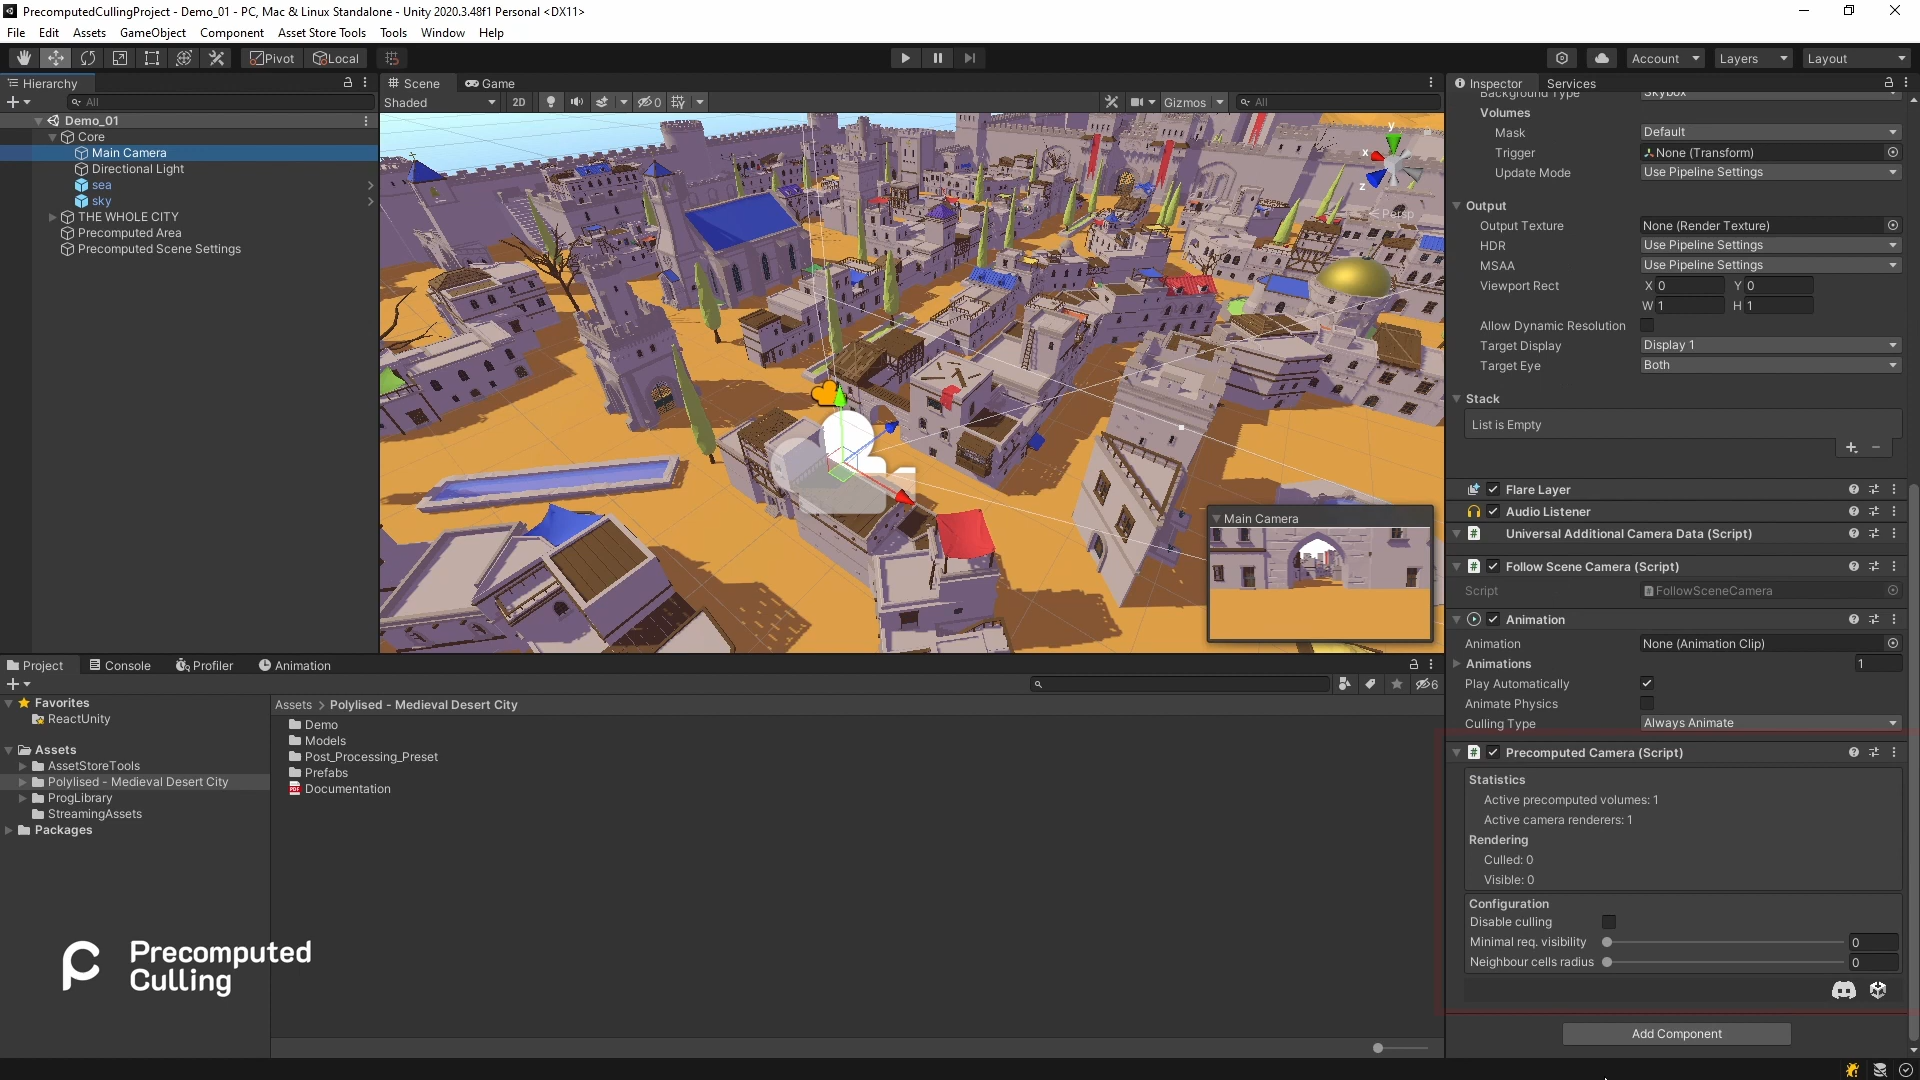 PrecomputedCullingProject - Demo_01 - PC, Mac & Linux Standalone - Unity 2020.3.48f1 Personal <DX11>
File Edit Assets GameObject Component Asset Store Tools Tools Window Help
Pivot Local Account Layers Layout
Hierarchy
All
Demo_01
Core
Main Camera
Directional Light
sea
sky
THE WHOLE CITY
Precomputed Area
Precomputed Scene Settings
Scene Game
Shaded 2D 0 Gizmos All
y
x
z
Persp
Main Camera
Inspector Services
Background Type Skybox
Volumes
Mask Default
Trigger None (Transform)
Update Mode Use Pipeline Settings
Output
Output Texture None (Render Texture)
HDR Use Pipeline Settings
MSAA Use Pipeline Settings
Viewport Rect X 0 Y 0
W 1 H 1
Allow Dynamic Resolution
Target Display Display 1
Target Eye Both
Stack
List is Empty
Flare Layer
Audio Listener
Universal Additional Camera Data (Script)
Follow Scene Camera (Script)
Script FollowSceneCamera
Animation
Animation None (Animation Clip)
Animations 1
Play Automatically
Animate Physics
Culling Type Always Animate
Precomputed Camera (Script)
Statistics
Active precomputed volumes: 1
Active camera renderers: 1
Rendering
Culled: 0
Visible: 0
Configuration
Disable culling
Minimal req. visibility 0
Neighbour cells radius 0
Add Component
Project Console Profiler Animation
6
Favorites
ReactUnity
Assets
AssetStoreTools
Polylised - Medieval Desert City
ProgLibrary
StreamingAssets
Packages
Assets > Polylised - Medieval Desert City
Demo
Models
Post_Processing_Preset
Prefabs
Documentation
Precomputed
Culling